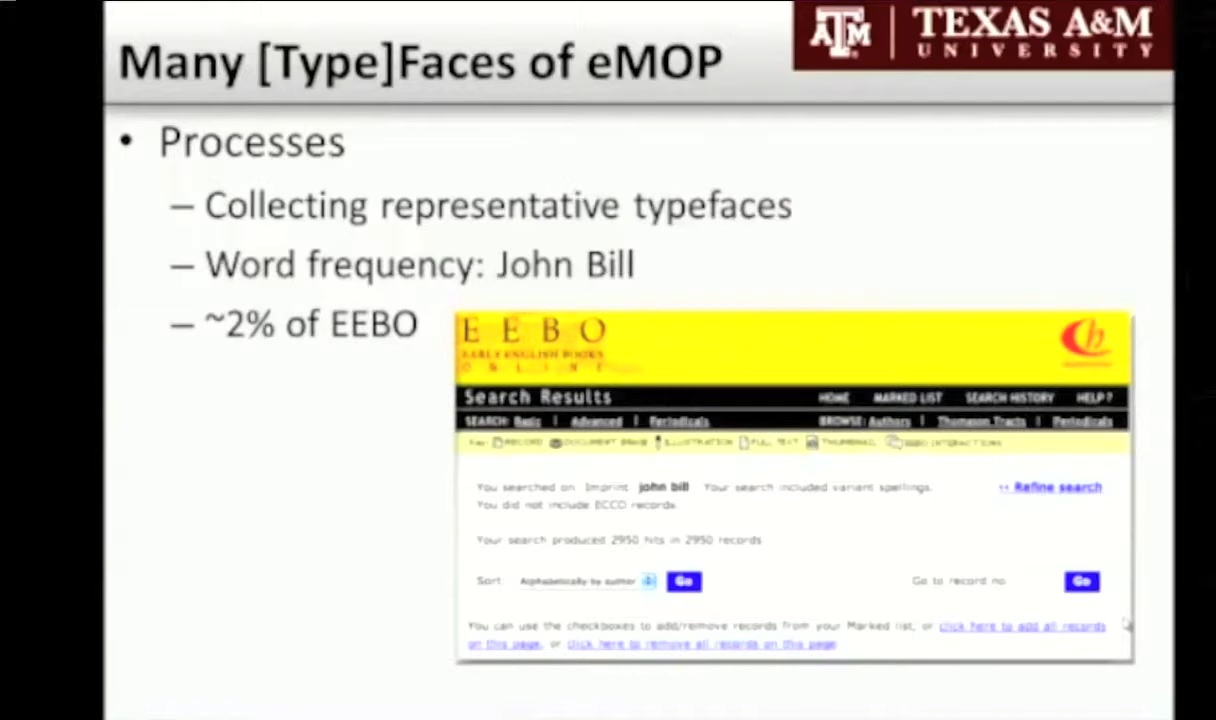 Many [Type]Faces of eMOP
TEXAS A&M
UNIVERSITY
• Processes
– Collecting representative typefaces
– Word frequency: John Bill
– ~2% of EEBO
EEBO
EARLY ENGLISH BOOKS
ONLINE
Search Results
HOME MARKED LIST SEARCH HISTORY HELP?
SEARCH: Basic | Advanced | Periodicals BROWSE: Authors | Thomason Tracts | Periodicals
Key: RECORD DOCUMENT IMAGE ILLUSTRATION FULL TEXT THUMBNAIL EEBO INTERACTIONS
You searched on Imprint john bill Your search included variant spellings.
‹‹ Refine search
You did not include ECCO records.
Your search produced 2950 hits in 2950 records
Sort: Alphabetically by author Go Go to record no. Go
You can use the checkboxes to add/remove records from your Marked list, or click here to add all records
on this page, or click here to remove all records on this page